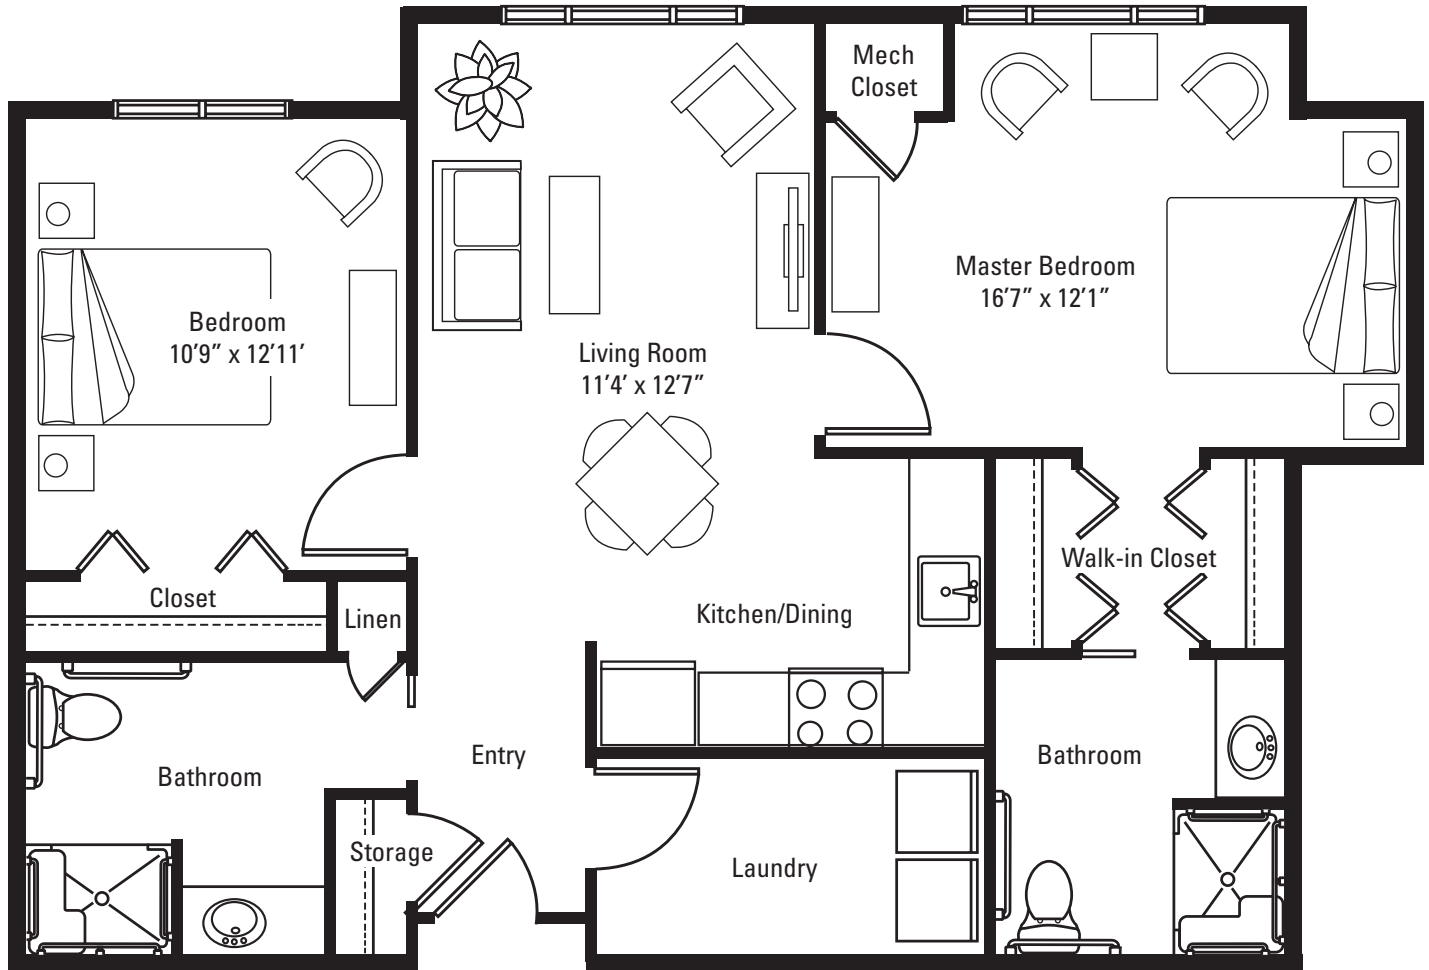 Mech
Closet
Master Bedroom
16’7” x 12’1”
Bedroom
10’9” x 12’11’
Living Room
11’4’ x 12’7”
Walk-in Closet
Closet
Linen
Kitchen/Dining
Entry
Bathroom
Bathroom
Storage
Laundry